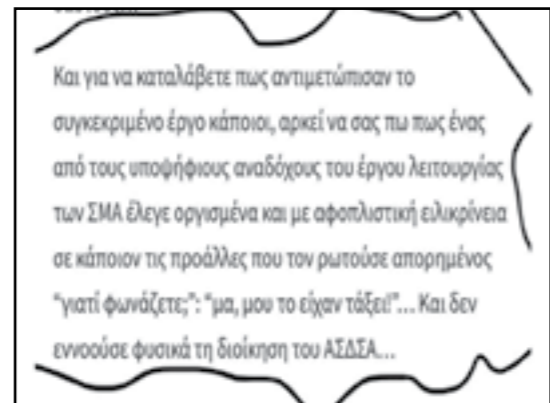 Και για να καταλάβετε πως αντιμετώπισαν το
συγκεκριμένο έργο κάποιοι, αρκεί να σας πω πως ένας
από τους υποψήφιους αναδόχους του έργου λειτουργίας
των ΣΜΑ έλεγε οργισμένα και με αφοπλιστική ειλικρίνεια
σε κάποιον τις προάλλες που τον ρωτούσε απορημένος
“γιατί φωνάζετε;”: “μα, μου το είχαν τάξει!”... Και δεν
εννοούσε φυσικά τη διοίκηση του ΑΣΔΣΑ...